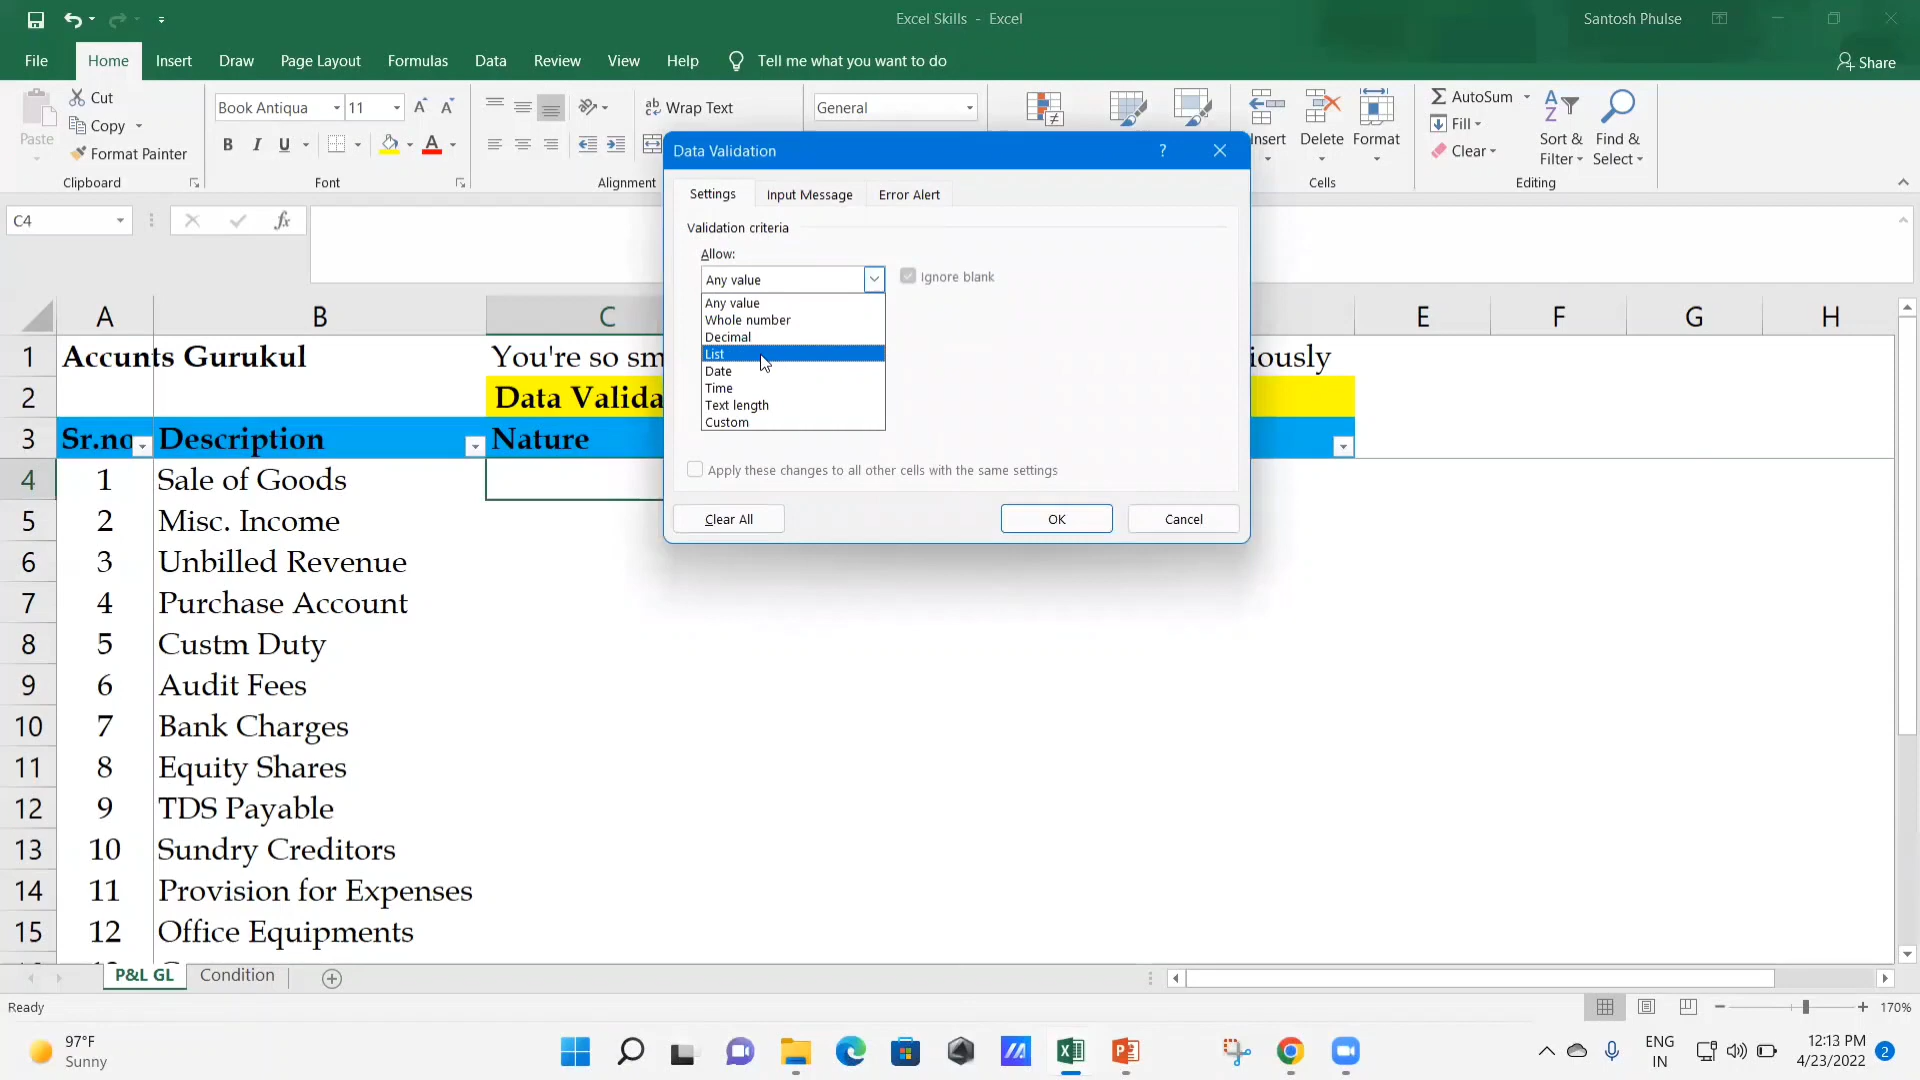 Excel Skills - Excel
Santosh Phulse
File
Home
Insert
Draw
Page Layout
Formulas
Data
Review
View
Help
Tell me what you want to do
Share
Paste
Cut
Copy
Format Painter
Clipboard
Book Antiqua
11
B I U
Font
Wrap Text
Alignment
General
Delete
Format
Cells
AutoSum
Fill
Clear
Sort & Filter
Find & Select
Editing
C4
Data Validation
Settings
Input Message
Error Alert
Validation criteria
Allow:
Any value
Ignore blank
Any value
Whole number
Decimal
List
Date
Time
Text length
Custom
Apply these changes to all other cells with the same settings
Clear All
OK
Cancel
A B C E F G H
1 Accunts Gurukul You're so sm iously
2 Data Valida
3 Sr.no Description Nature
4 1 Sale of Goods
5 2 Misc. Income
6 3 Unbilled Revenue
7 4 Purchase Account
8 5 Custm Duty
9 6 Audit Fees
10 7 Bank Charges
11 8 Equity Shares
12 9 TDS Payable
13 10 Sundry Creditors
14 11 Provision for Expenses
15 12 Office Equipments
P&L GL
Condition
Ready
170%
97°F
Sunny
ENG
IN
12:13 PM
4/23/2022
2